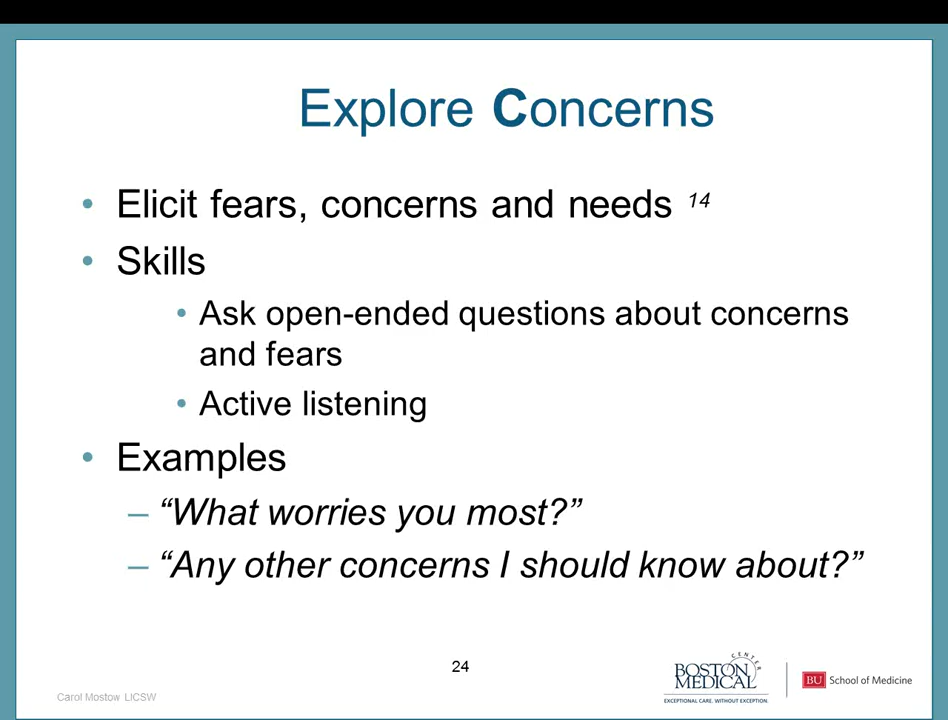 Explore Concerns
• Elicit fears, concerns and needs 14
• Skills
• Ask open-ended questions about concerns
and fears
• Active listening
• Examples
– “What worries you most?”
– “Any other concerns I should know about?”
24
Carol Mostow LICSW
BOSTON
MEDICAL
CENTER
EXCEPTIONAL CARE. WITHOUT EXCEPTION.
BU School of Medicine